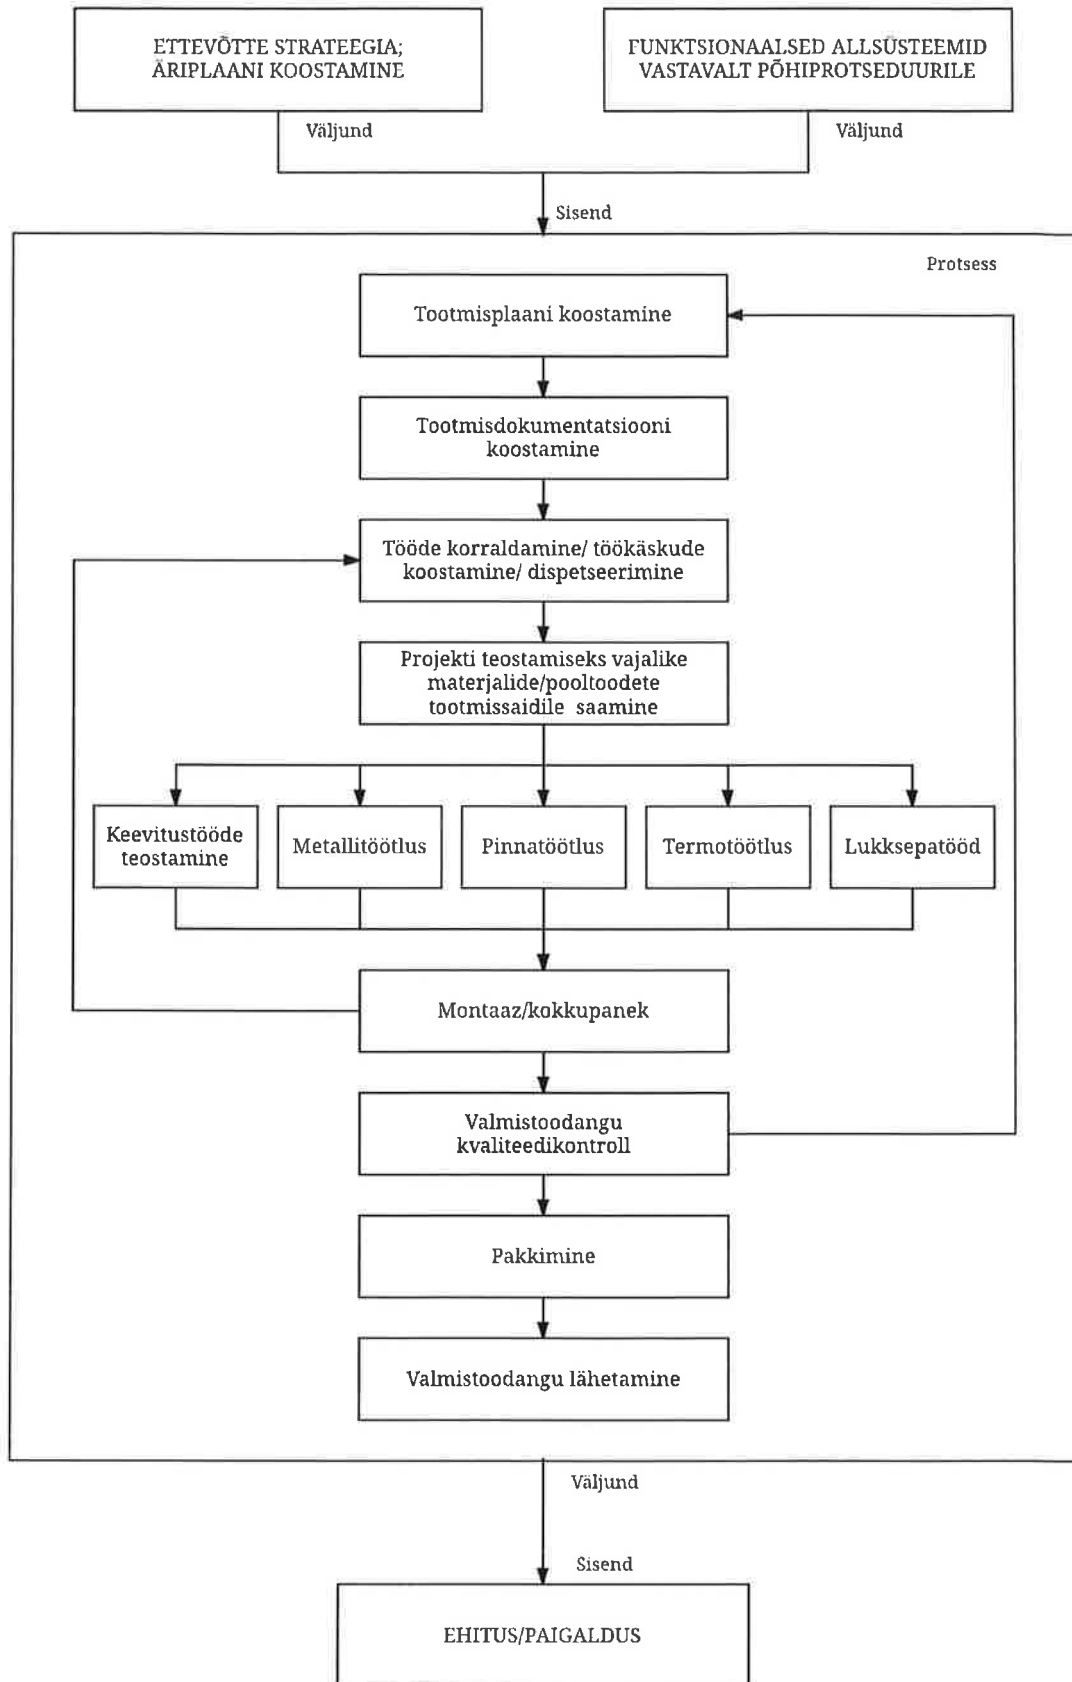 ETTEVÕTTE STRATEEGIA;
ÄRIPLAANI KOOSTAMINE
FUNKTSIONAALSED ALLSÜSTEEMID
VASTAVALT PÕHIPROTSEDUURILE
Väljund
Väljund
Sisend
Protsess
Tootmisplaani koostamine
Tootmisdokumentatsiooni
koostamine
Tööde korraldamine/ töökäskude
koostamine/ dispetseerimine
Projekti teostamiseks vajalike
materjalide/pooltoodete
tootmissaidile saamine
Keevitustööde
teostamine
Metallitöötlus
Pinnatöötlus
Termotöötlus
Lukksepatööd
Montaaz/kokkupanek
Valmistoodangu
kvaliteedikontroll
Pakkimine
Valmistoodangu lähetamine
Väljund
Sisend
EHITUS/PAIGALDUS